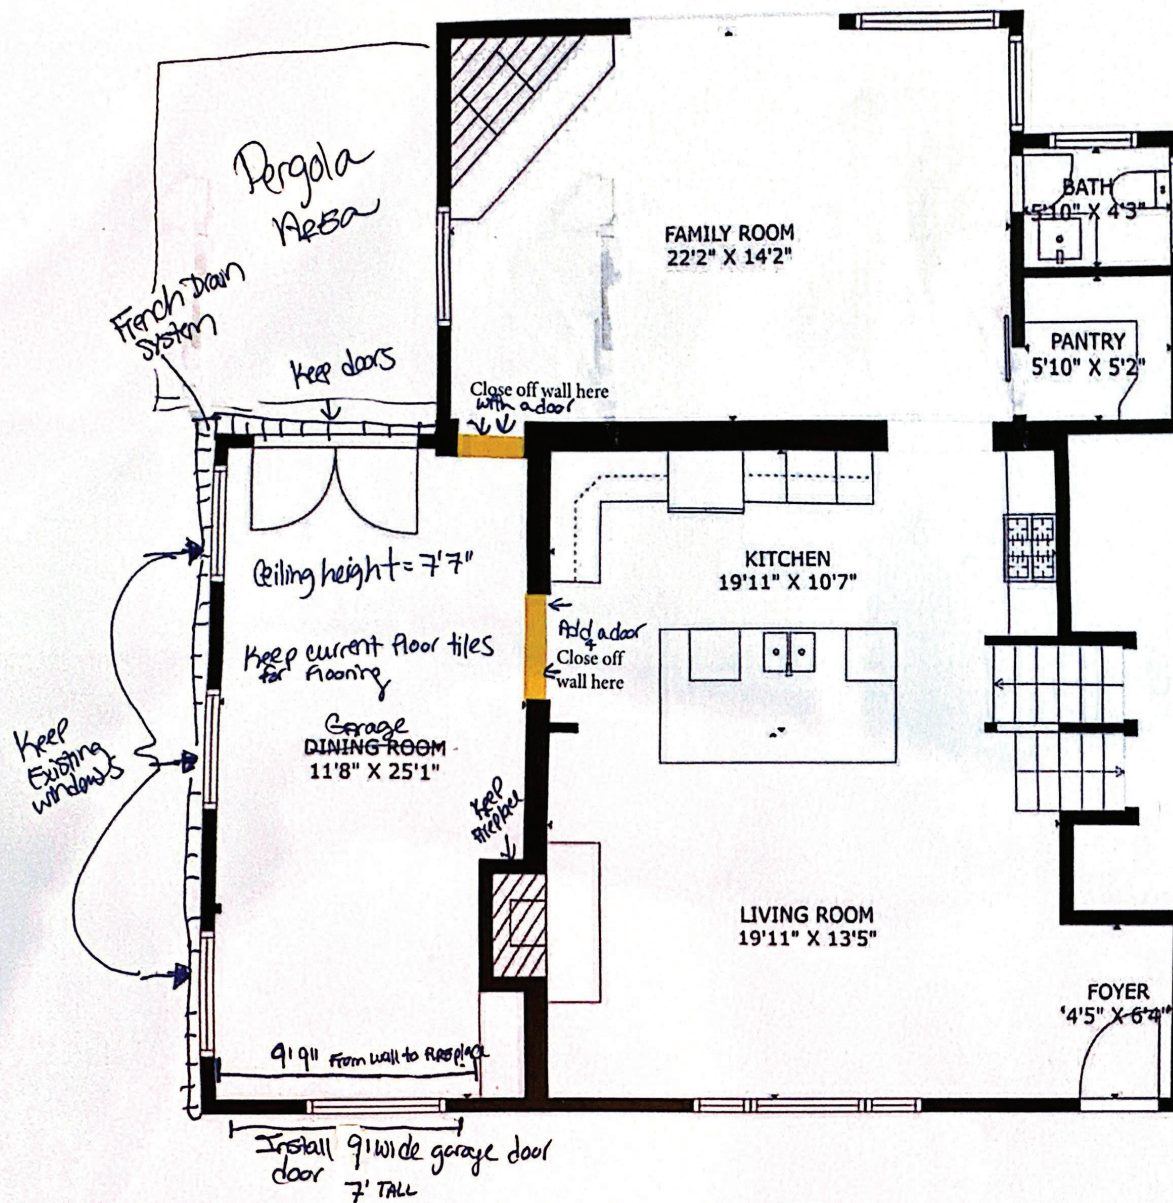 Pergola
Area
FAMILY ROOM
22'2" X 14'2"
BATH
5'10" X 4'3"
PANTRY
5'10" X 5'2"
French Drain
system
Keep doors
Close off wall here
with a door
Ceiling height = 7'7"
KITCHEN
19'11" X 10'7"
Add a door
+
Close off
wall here
Keep current floor tiles
for flooring
Garage
DINING ROOM
11'8" X 25'1"
Keep
Existing
windows
Keep
fireplace
LIVING ROOM
19'11" X 13'5"
FOYER
4'5" X 6'4"
9'9" From wall to fireplace
Install 9' wide garage door
door
7' TALL